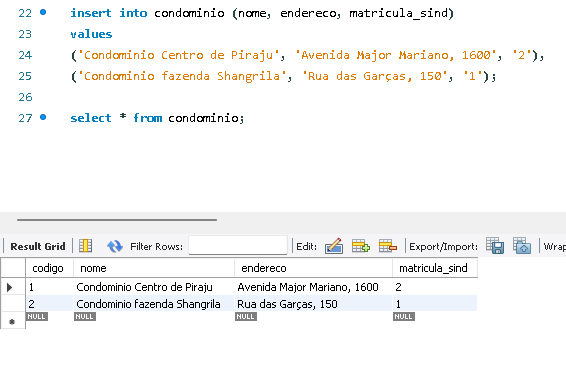 22 insert into condominio (nome, endereco, matricula_sind)
23 values
24 ('Condominio Centro de Piraju', 'Avenida Major Mariano, 1600', '2'),
25 ('Condominio fazenda Shangrila', 'Rua das Garças, 150', '1');
26
27 select * from condominio;
Result Grid Filter Rows: Edit: Export/Import: Wrap
codigo nome endereco matricula_sind
1 Condominio Centro de Piraju Avenida Major Mariano, 1600 2
2 Condominio fazenda Shangrila Rua das Garças, 150 1
NULL NULL NULL NULL